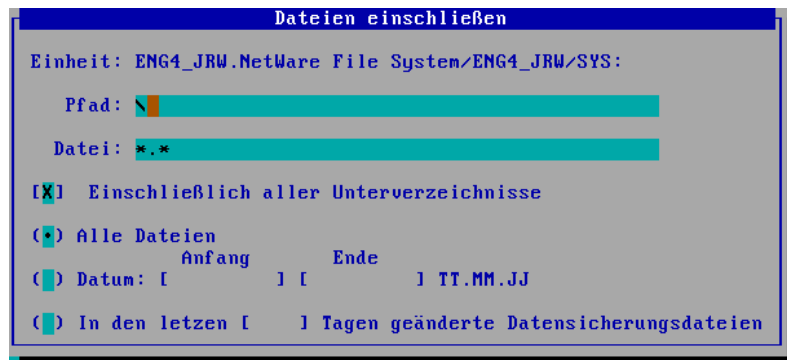 Dateien einschließen
Einheit: ENG4_JRW.NetWare File System/ENG4_JRW/SYS:
Pfad: \
Datei: *.*
[X] Einschließlich aller Unterverzeichnisse
(•) Alle Dateien
Anfang Ende
( ) Datum: [ ] [ ] TT.MM.JJ
( ) In den letzen [ ] Tagen geänderte Datensicherungsdateien